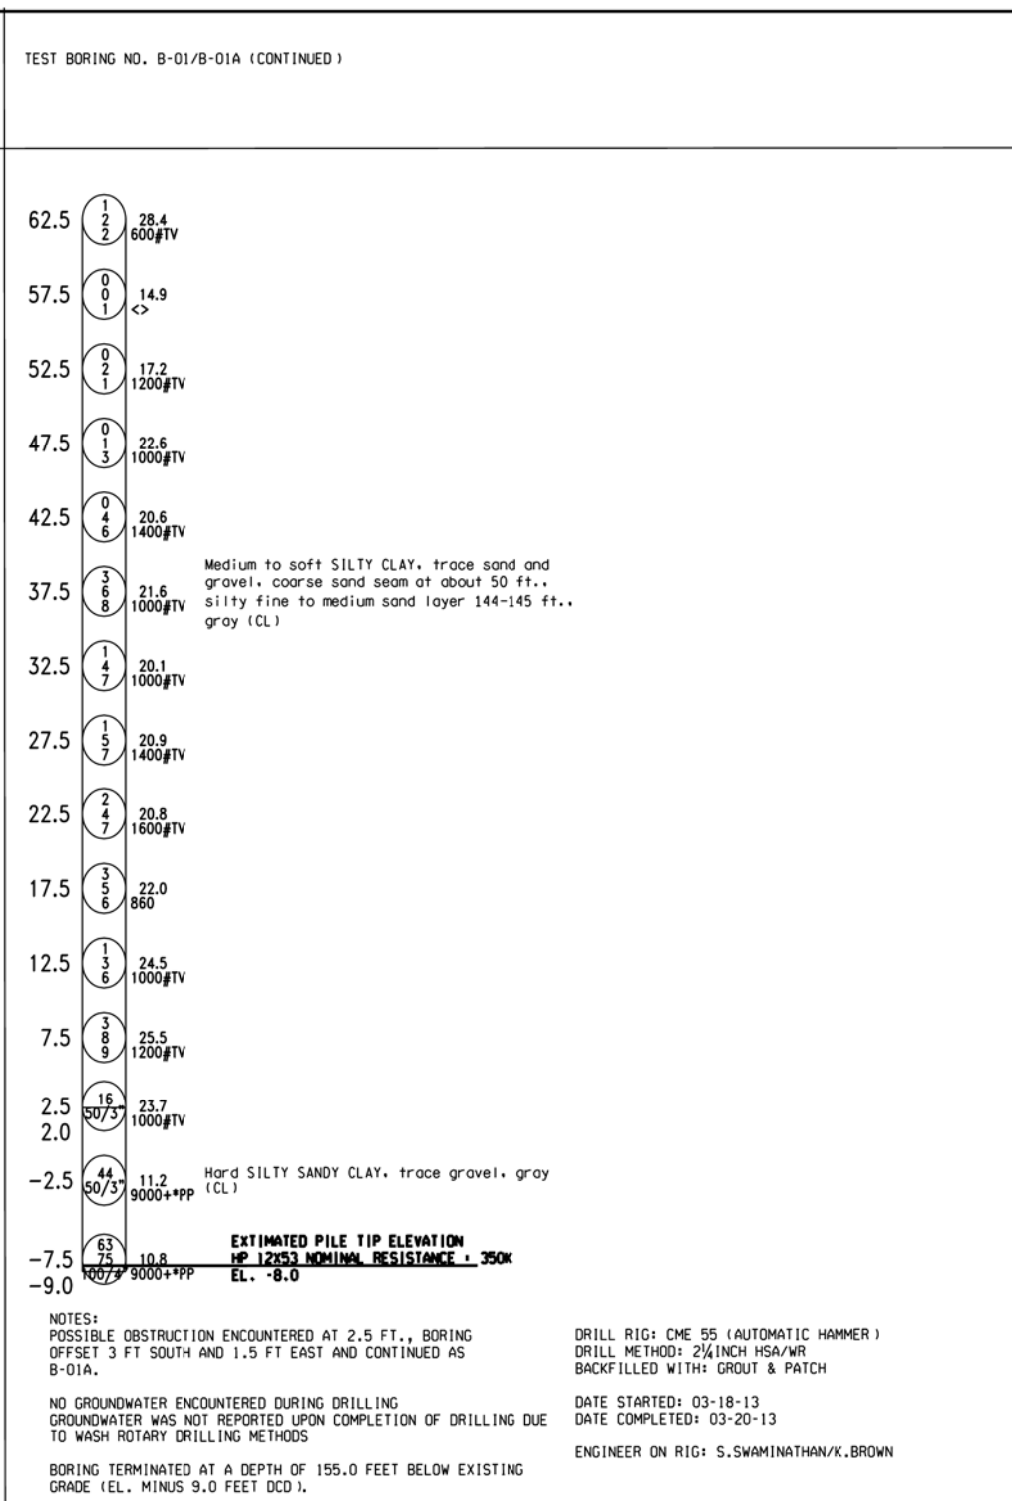 TEST BORING NO. B-01/B-01A (CONTINUED)
62.5
1
2
2
28.4
600#TV
57.5
0
0
1
14.9
<>
52.5
0
2
1
17.2
1200#TV
47.5
0
1
3
22.6
1000#TV
42.5
0
4
6
20.6
1400#TV
37.5
3
6
8
21.6
1000#TV
Medium to soft SILTY CLAY, trace sand and
gravel, coarse sand seam at about 50 ft.,
silty fine to medium sand layer 144-145 ft.,
gray (CL)
32.5
1
4
7
20.1
1000#TV
27.5
1
5
7
20.9
1400#TV
22.5
2
4
7
20.8
1600#TV
17.5
3
5
6
22.0
860
12.5
1
3
6
24.5
1000#TV
7.5
3
8
9
25.5
1200#TV
2.5
16
50/3"
23.7
1000#TV
2.0
-2.5
44
50/3"
11.2
9000+*PP
Hard SILTY SANDY CLAY, trace gravel, gray
(CL)
-7.5
63
75
100/4"
10.8
9000+*PP
-9.0
EXTIMATED PILE TIP ELEVATION
HP 12X53 NOMINAL RESISTANCE = 350K
EL. -8.0
NOTES:
POSSIBLE OBSTRUCTION ENCOUNTERED AT 2.5 FT., BORING
OFFSET 3 FT SOUTH AND 1.5 FT EAST AND CONTINUED AS
B-01A.
NO GROUNDWATER ENCOUNTERED DURING DRILLING
GROUNDWATER WAS NOT REPORTED UPON COMPLETION OF DRILLING DUE
TO WASH ROTARY DRILLING METHODS
BORING TERMINATED AT A DEPTH OF 155.0 FEET BELOW EXISTING
GRADE (EL. MINUS 9.0 FEET DCD).
DRILL RIG: CME 55 (AUTOMATIC HAMMER)
DRILL METHOD: 2¼INCH HSA/WR
BACKFILLED WITH: GROUT & PATCH
DATE STARTED: 03-18-13
DATE COMPLETED: 03-20-13
ENGINEER ON RIG: S.SWAMINATHAN/K.BROWN